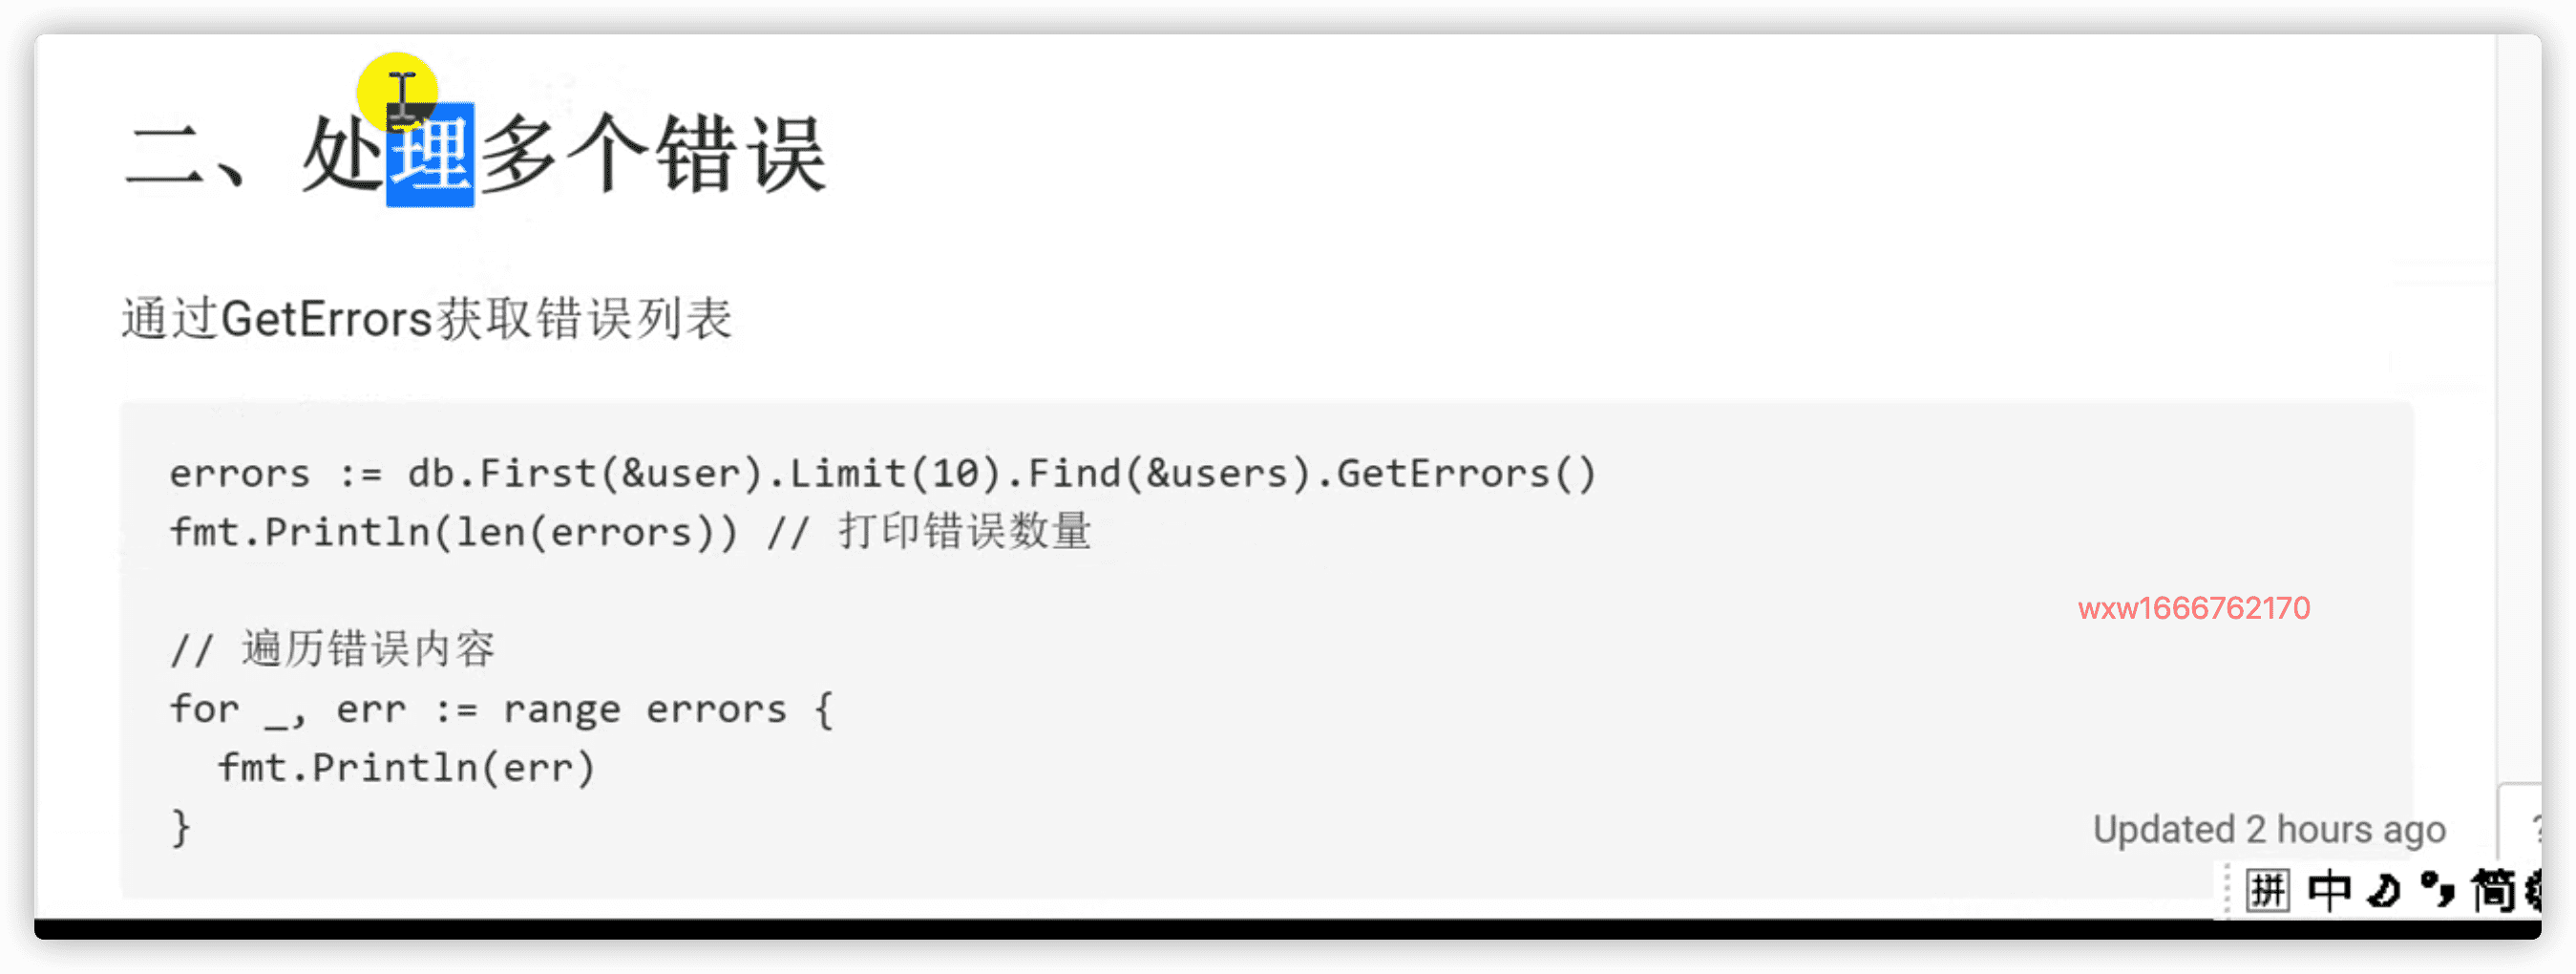 二、处理多个错误
通过GetErrors获取错误列表
errors := db.First(&user).Limit(10).Find(&users).GetErrors()
fmt.Println(len(errors)) // 打印错误数量
wxw1666762170
// 遍历错误内容
for _, err := range errors {
  fmt.Println(err)
}
Updated 2 hours ago
?
拼 中 简